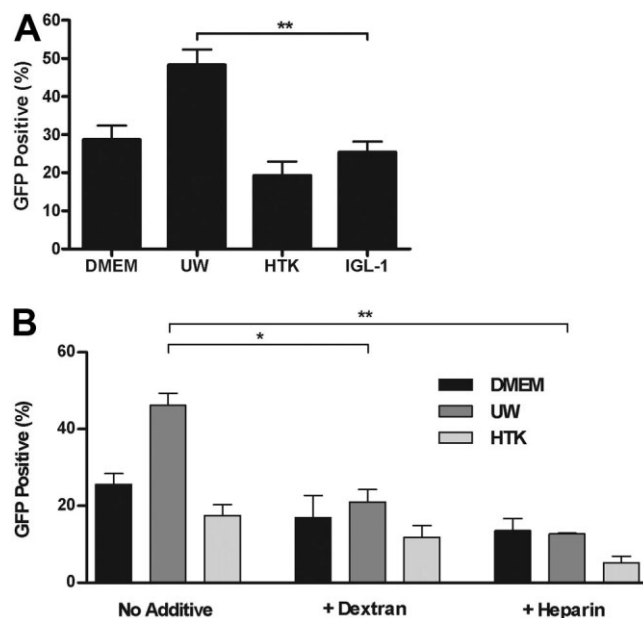 A
**
GFP Positive (%)
60
50
40
30
20
10
0
DMEM UW HTK IGL-1
B
**
*
GFP Positive (%)
60
40
20
0
DMEM
UW
HTK
No Additive + Dextran + Heparin